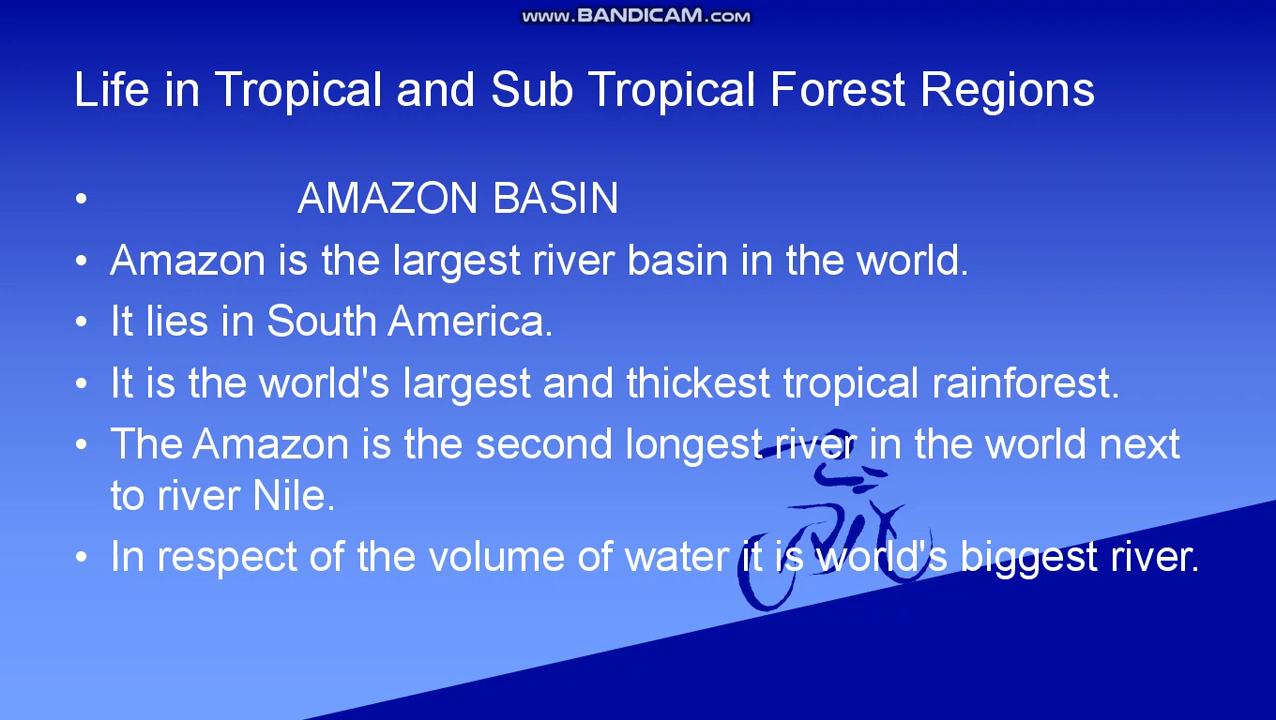 www.BANDICAM.com
Life in Tropical and Sub Tropical Forest Regions
• AMAZON BASIN
• Amazon is the largest river basin in the world.
• It lies in South America.
• It is the world's largest and thickest tropical rainforest.
• The Amazon is the second longest river in the world next
to river Nile.
• In respect of the volume of water it is world's biggest river.